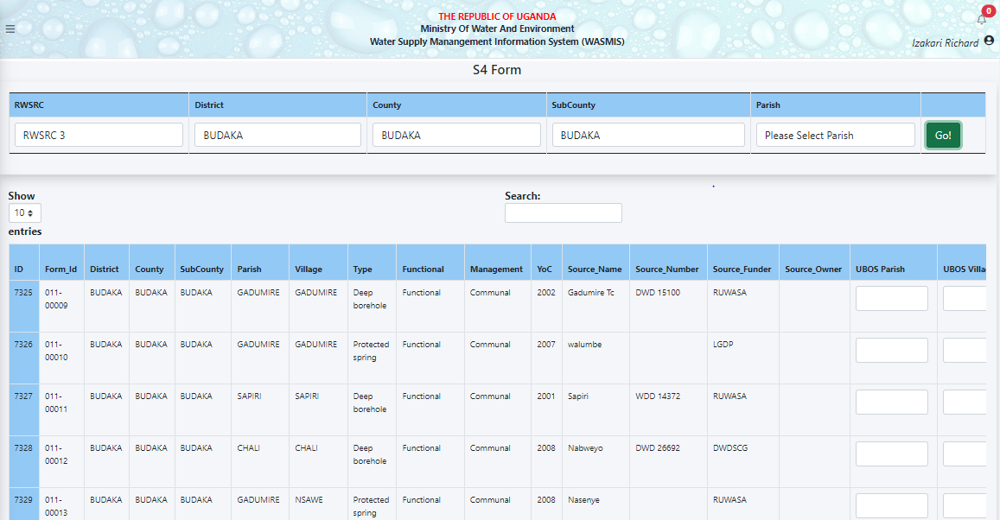 THE REPUBLIC OF UGANDA
Ministry Of Water And Environment
Water Supply Manangement Information System (WASMIS)
0
Izakari Richard
S4 Form
RWSRC District County SubCounty Parish
RWSRC 3 BUDAKA BUDAKA BUDAKA Please Select Parish Go!
Show
10
entries
Search:
ID Form_Id District County SubCounty Parish Village Type Functional Management YoC Source_Name Source_Number Source_Funder Source_Owner UBOS Parish UBOS Villa
7325 011- BUDAKA BUDAKA BUDAKA GADUMIRE GADUMIRE Deep Functional Communal 2002 Gadumire Tc DWD 15100 RUWASA
00009 borehole
7326 011- BUDAKA BUDAKA BUDAKA GADUMIRE GADUMIRE Protected Functional Communal 2007 walumbe LGDP
00010 spring
7327 011- BUDAKA BUDAKA BUDAKA SAPIRI SAPIRI Deep Functional Communal 2001 Sapiri WDD 14372 RUWASA
00011 borehole
7328 011- BUDAKA BUDAKA BUDAKA CHALI CHALI Deep Functional Communal 2008 Nabweyo DWD 26692 DWDSCG
00012 borehole
7329 011- BUDAKA BUDAKA BUDAKA GADUMIRE NSAWE Protected Functional Communal 2008 Nasenye RUWASA
00013 spring